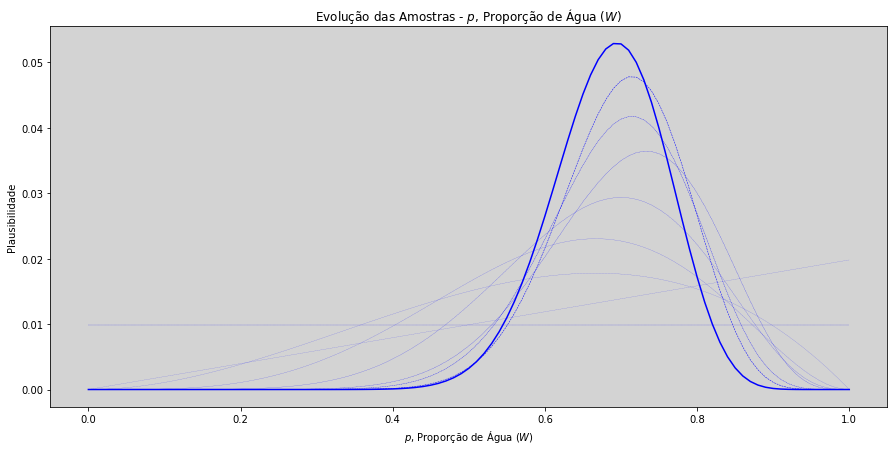 Evolução das Amostras - p, Proporção de Água (W)
Plausibilidade
0.05
0.04
0.03
0.02
0.01
0.00
0.0 0.2 0.4 0.6 0.8 1.0
p, Proporção de Água (W)